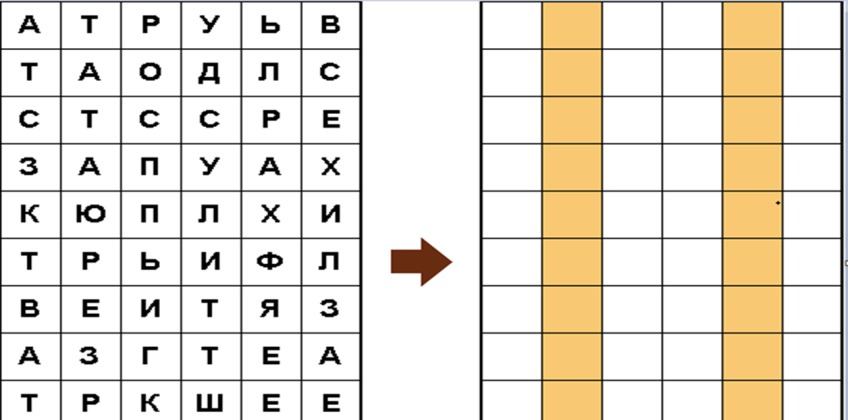 А Т Р У Ь В
Т А О Д Л С
С Т С С Р Е
З А П У А Х
К Ю П Л Х И
Т Р Ь И Ф Л
В Е И Т Я З
А З Г Т Е А
Т Р К Ш Е Е